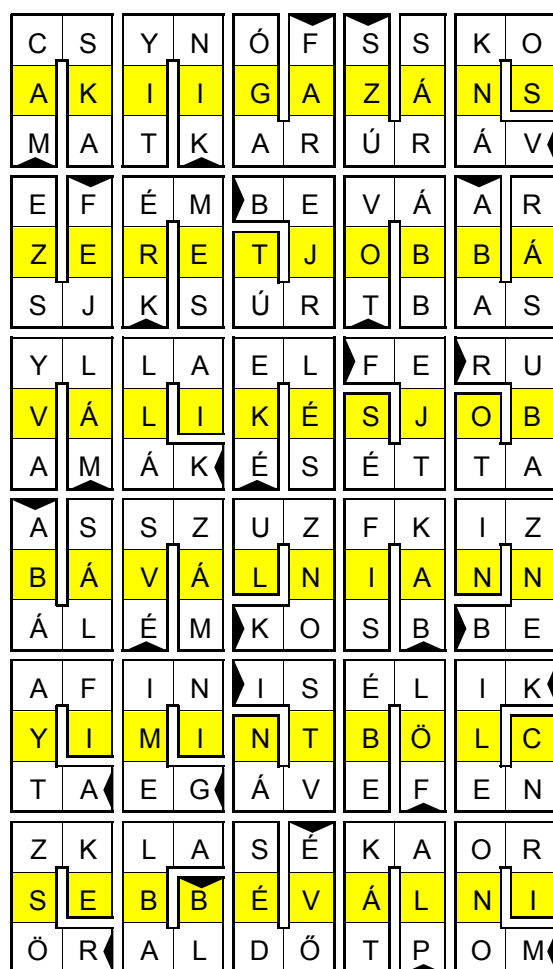 C S Y N Ó F S S K O
A K I I G A Z Á N S
M A T K A R Ú R Á V
E F É M B E V Á A R
Z E R E T J O B B Á
S J K S Ú R T B A S
Y L L A E L F E R U
V Á L I K É S J O B
A M Á K É S É T T A
A S S Z U Z F K I Z
B Á V Á L N I A N N
Á L É M K O S B B E
A F I N I S É L I K
Y I M I N T B Ö L C
T A E G Á V E F E N
Z K L A S É K A O R
S E B B É V Á L N I
Ö R A L D Ő T P O M